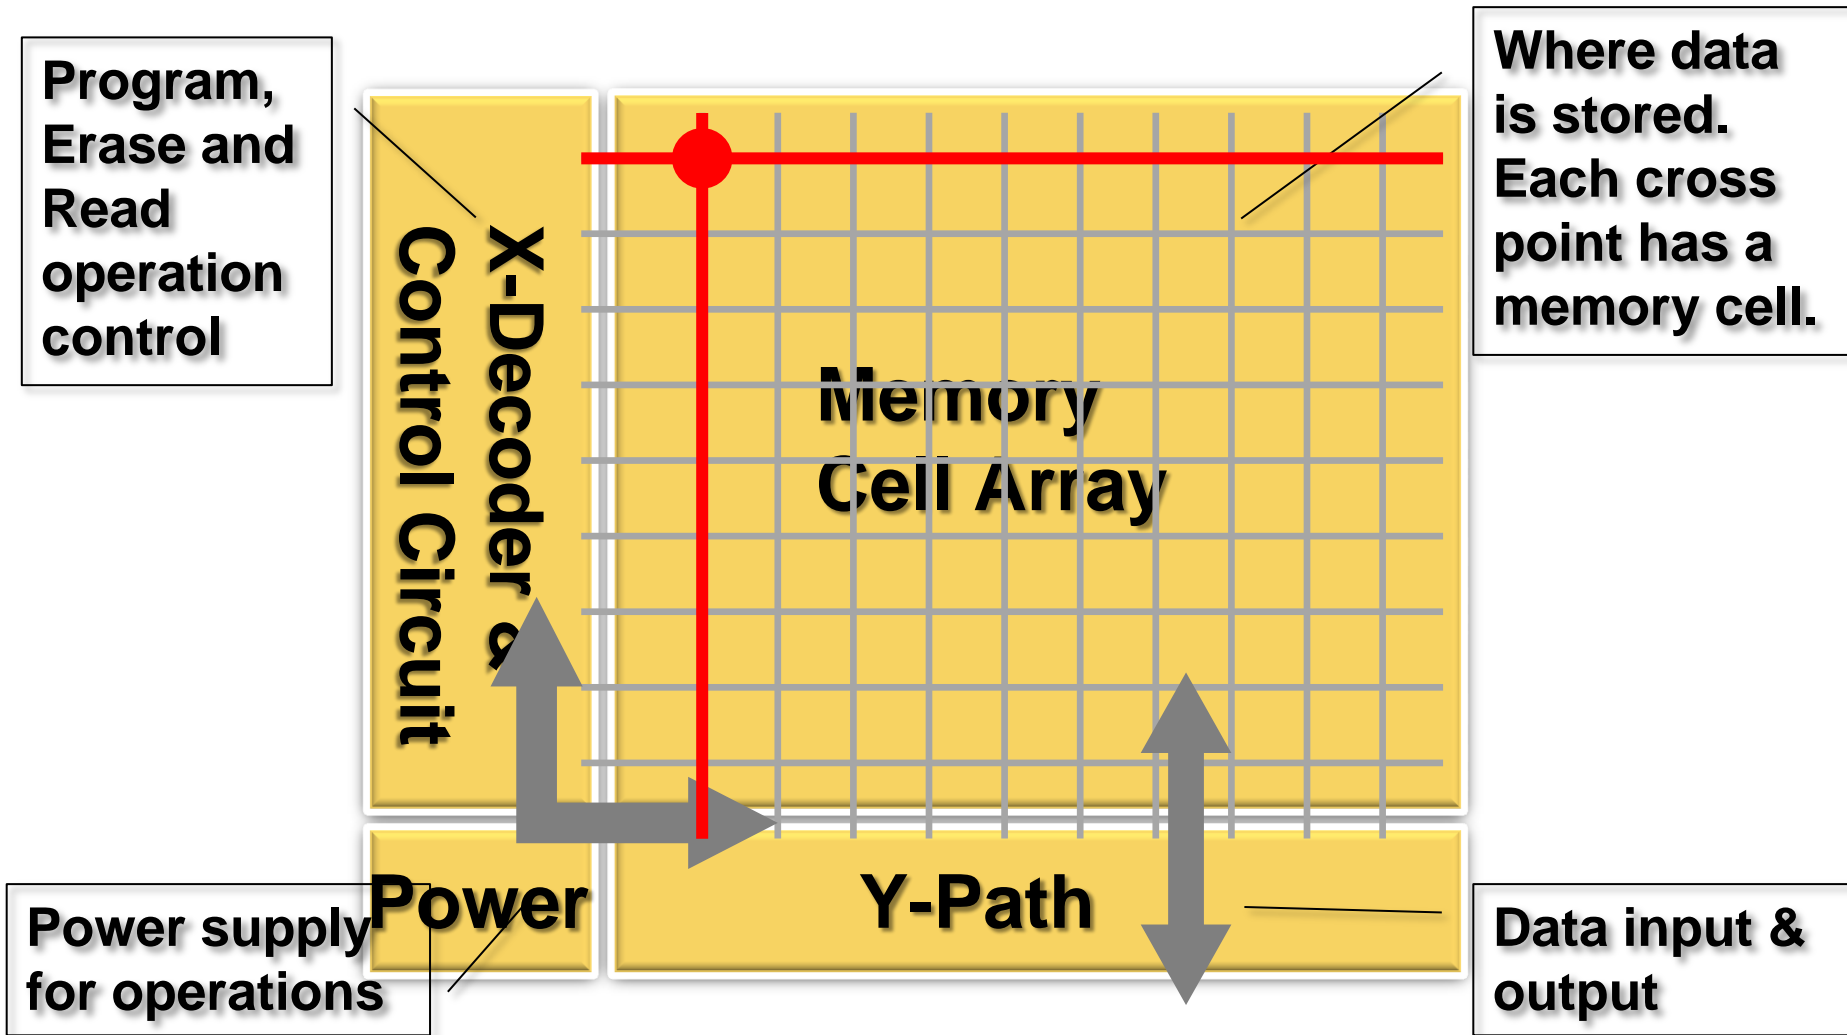 Program,
Erase and
Read
operation
control
Where data
is stored.
Each cross
point has a
memory cell.
X-Decoder &
Control Circuit
Memory
Cell Array
Power
Y-Path
Power supply
for operations
Data input &
output